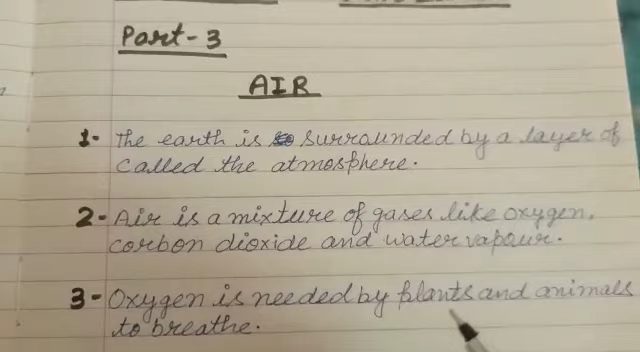 Part-3
AIR
1- The earth is surrounded by a layer of
called the atmosphere.
2- Air is a mixture of gases like oxygen,
corbon dioxide and water vapour.
3- Oxygen is needed by plants and animals
to breathe.